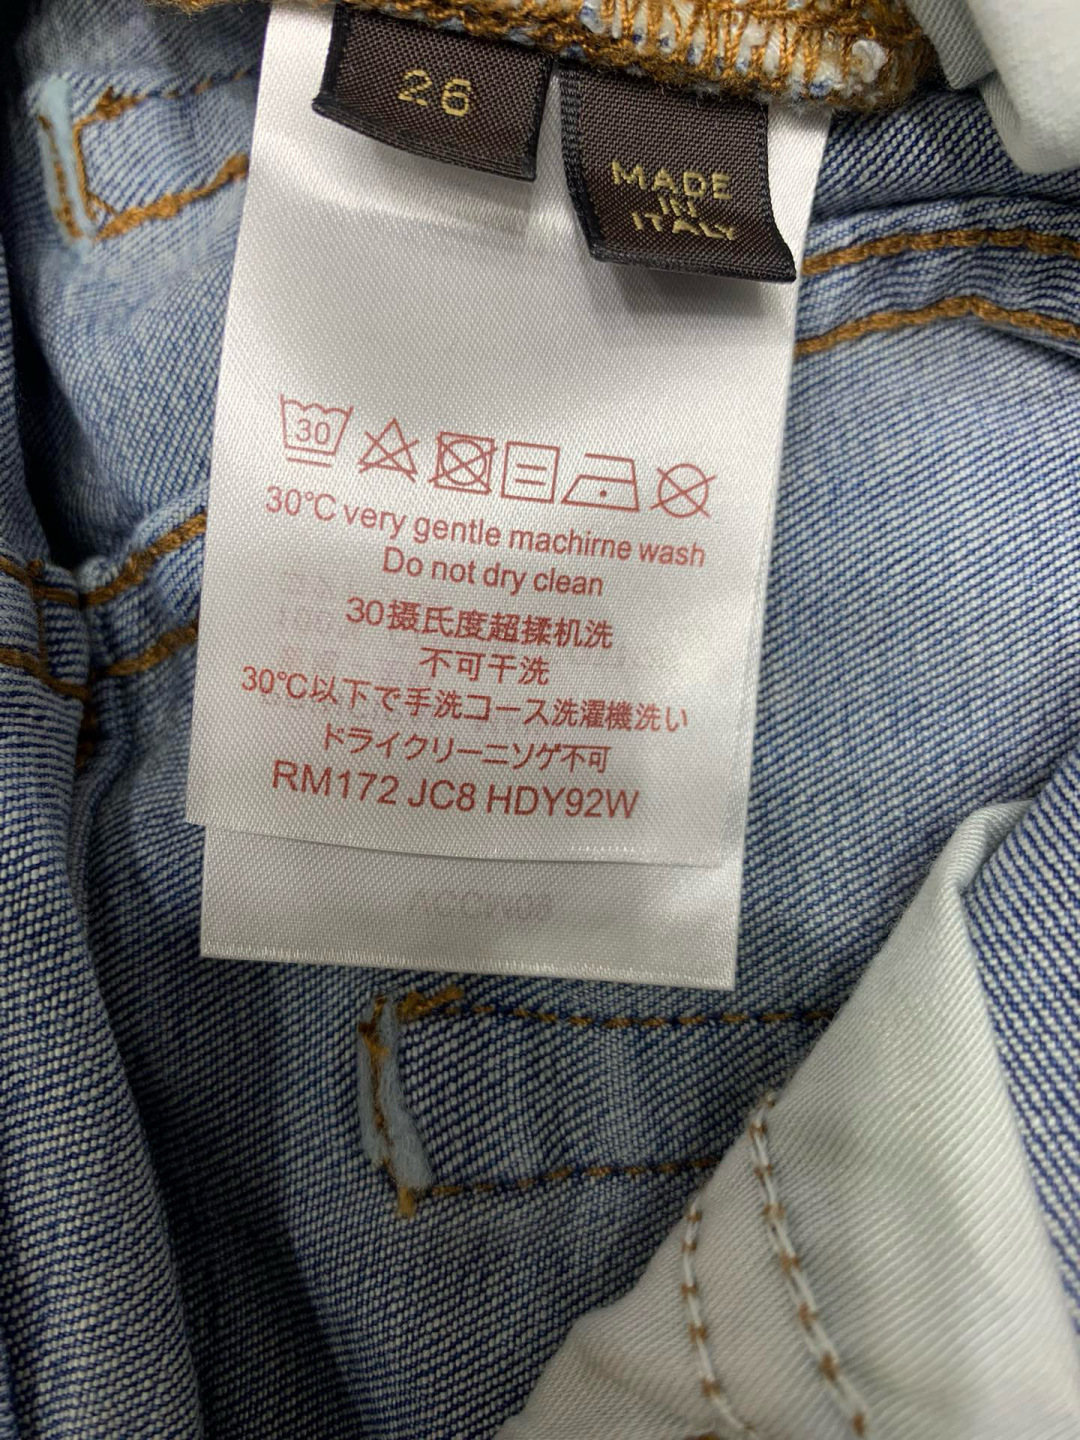 26
MADE
IN
ITALY
30
30°C very gentle machirne wash
Do not dry clean
30摄氏度超揉机洗
不可干洗
30℃以下で手洗コース洗濯機洗い
ドライクリーニソゲ不可
RM172 JC8 HDY92W